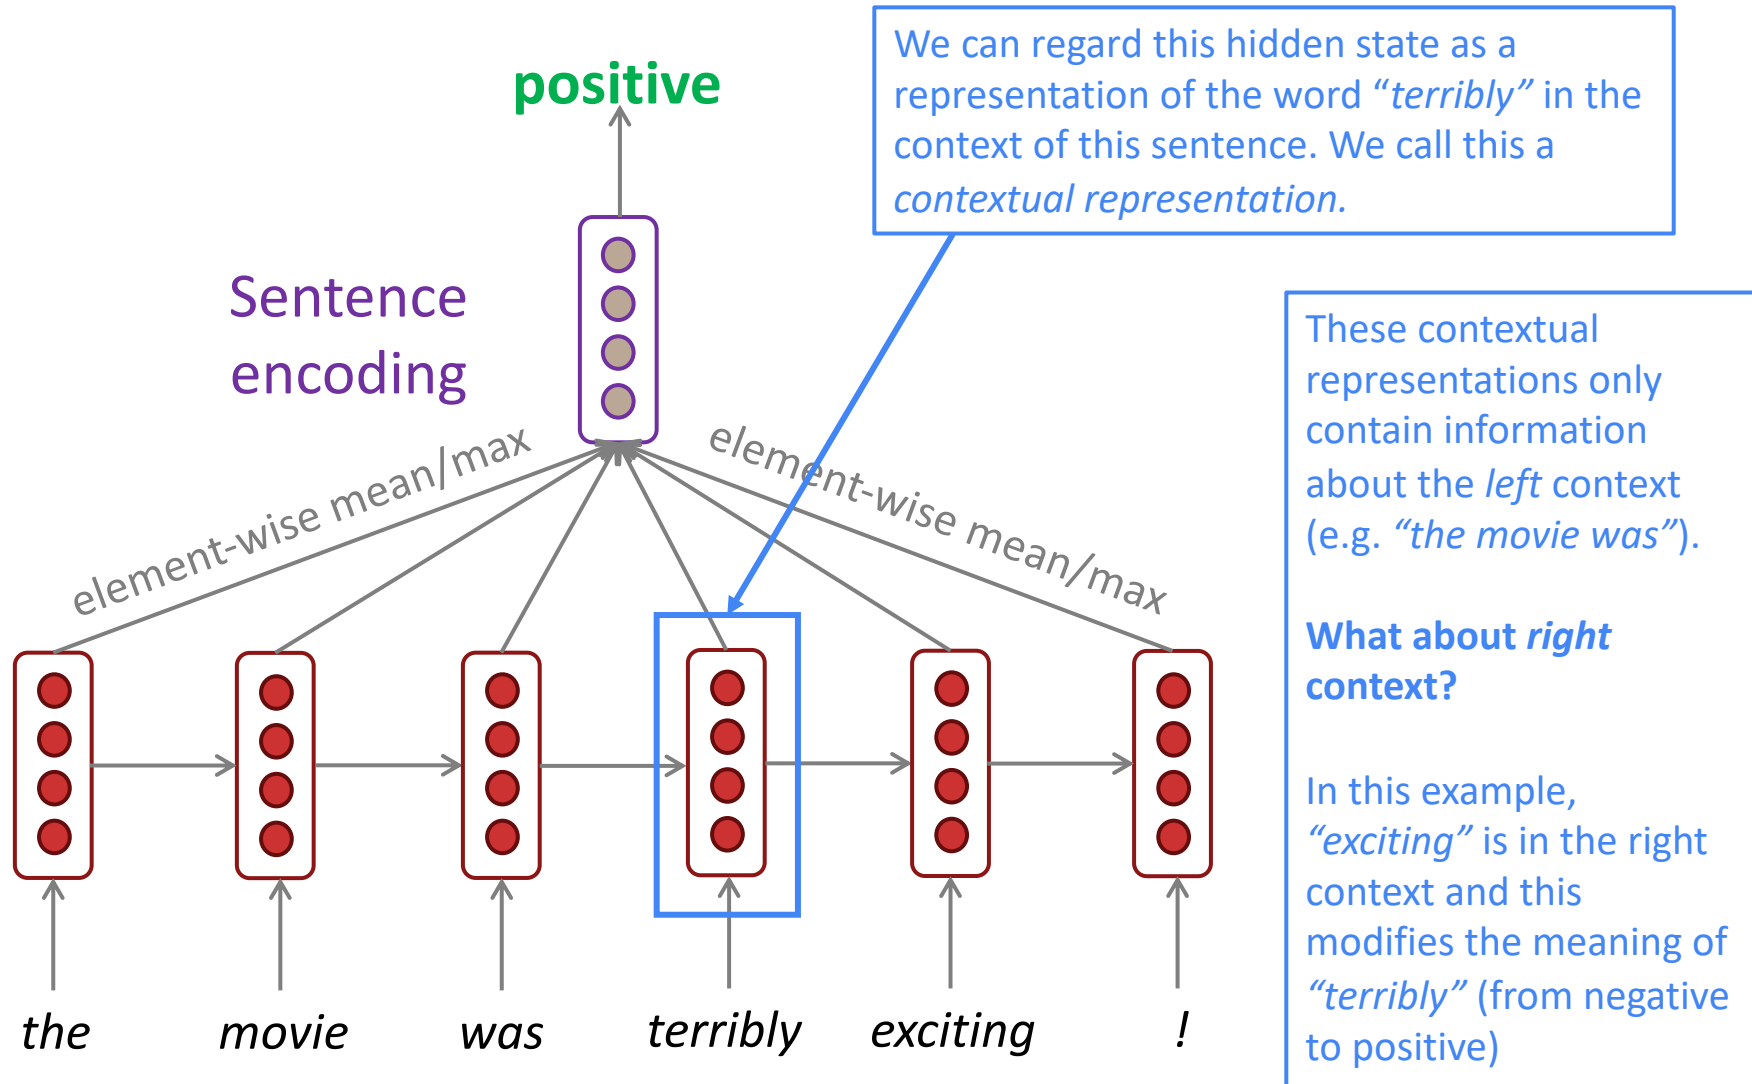 positive
We can regard this hidden state as a
representation of the word “terribly” in the
context of this sentence. We call this a
contextual representation.
Sentence
encoding
element-wise mean/max
element-wise mean/max
These contextual
representations only
contain information
about the left context
(e.g. “the movie was”).
What about right
context?
In this example,
“exciting” is in the right
context and this
modifies the meaning of
“terribly” (from negative
to positive)
the movie was terribly exciting !